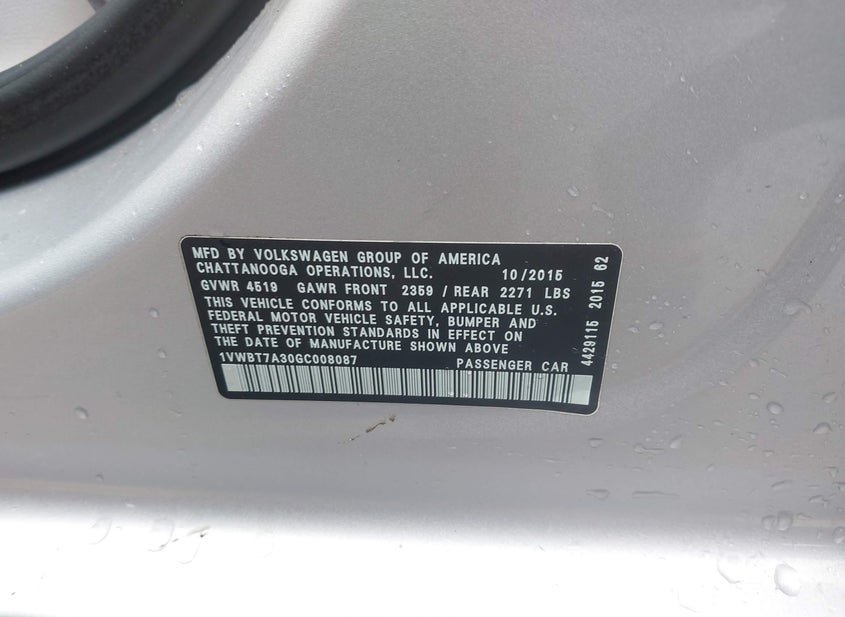 MFD BY VOLKSWAGEN GROUP OF AMERICA
CHATTANOOGA OPERATIONS, LLC. 10/2015
GVWR 4519 GAWR FRONT 2359 / REAR 2271 LBS
THIS VEHICLE CONFORMS TO ALL APPLICABLE U.S.
FEDERAL MOTOR VEHICLE SAFETY, BUMPER AND
THEFT PREVENTION STANDARDS IN EFFECT ON
THE DATE OF MANUFACTURE SHOWN ABOVE
1VWBT7A30GC008087 PASSENGER CAR
4429115 2015 62